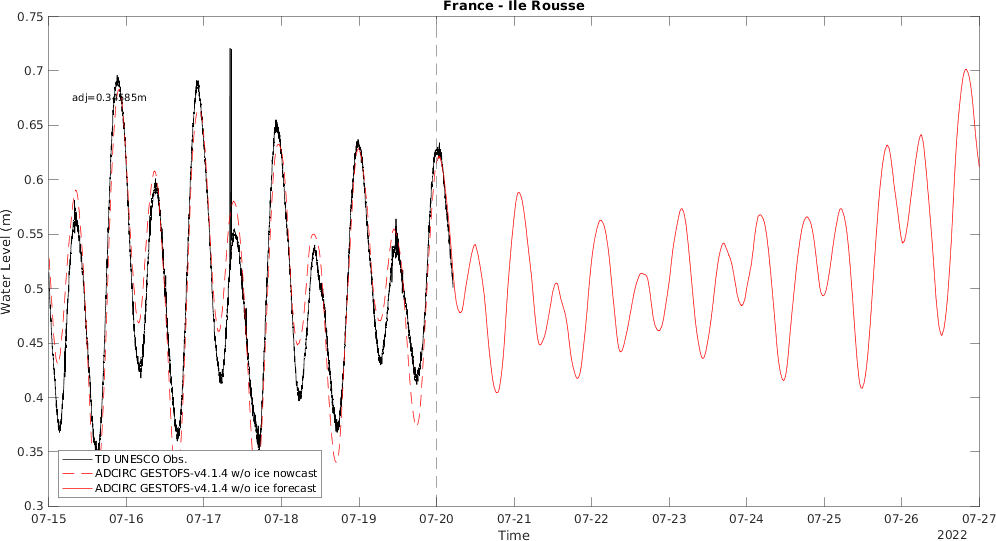 France - Ile Rousse
Water Level (m)
0.75
0.7
0.65
0.6
0.55
0.5
0.45
0.4
0.35
0.3
TD UNESCO Obs.
ADCIRC GESTOFS-v4.1.4 w/o ice nowcast
ADCIRC GESTOFS-v4.1.4 w/o ice forecast
07-15 07-16 07-17 07-18 07-19 07-20 07-21 07-22 07-23 07-24 07-25 07-26 07-27
Time
2022